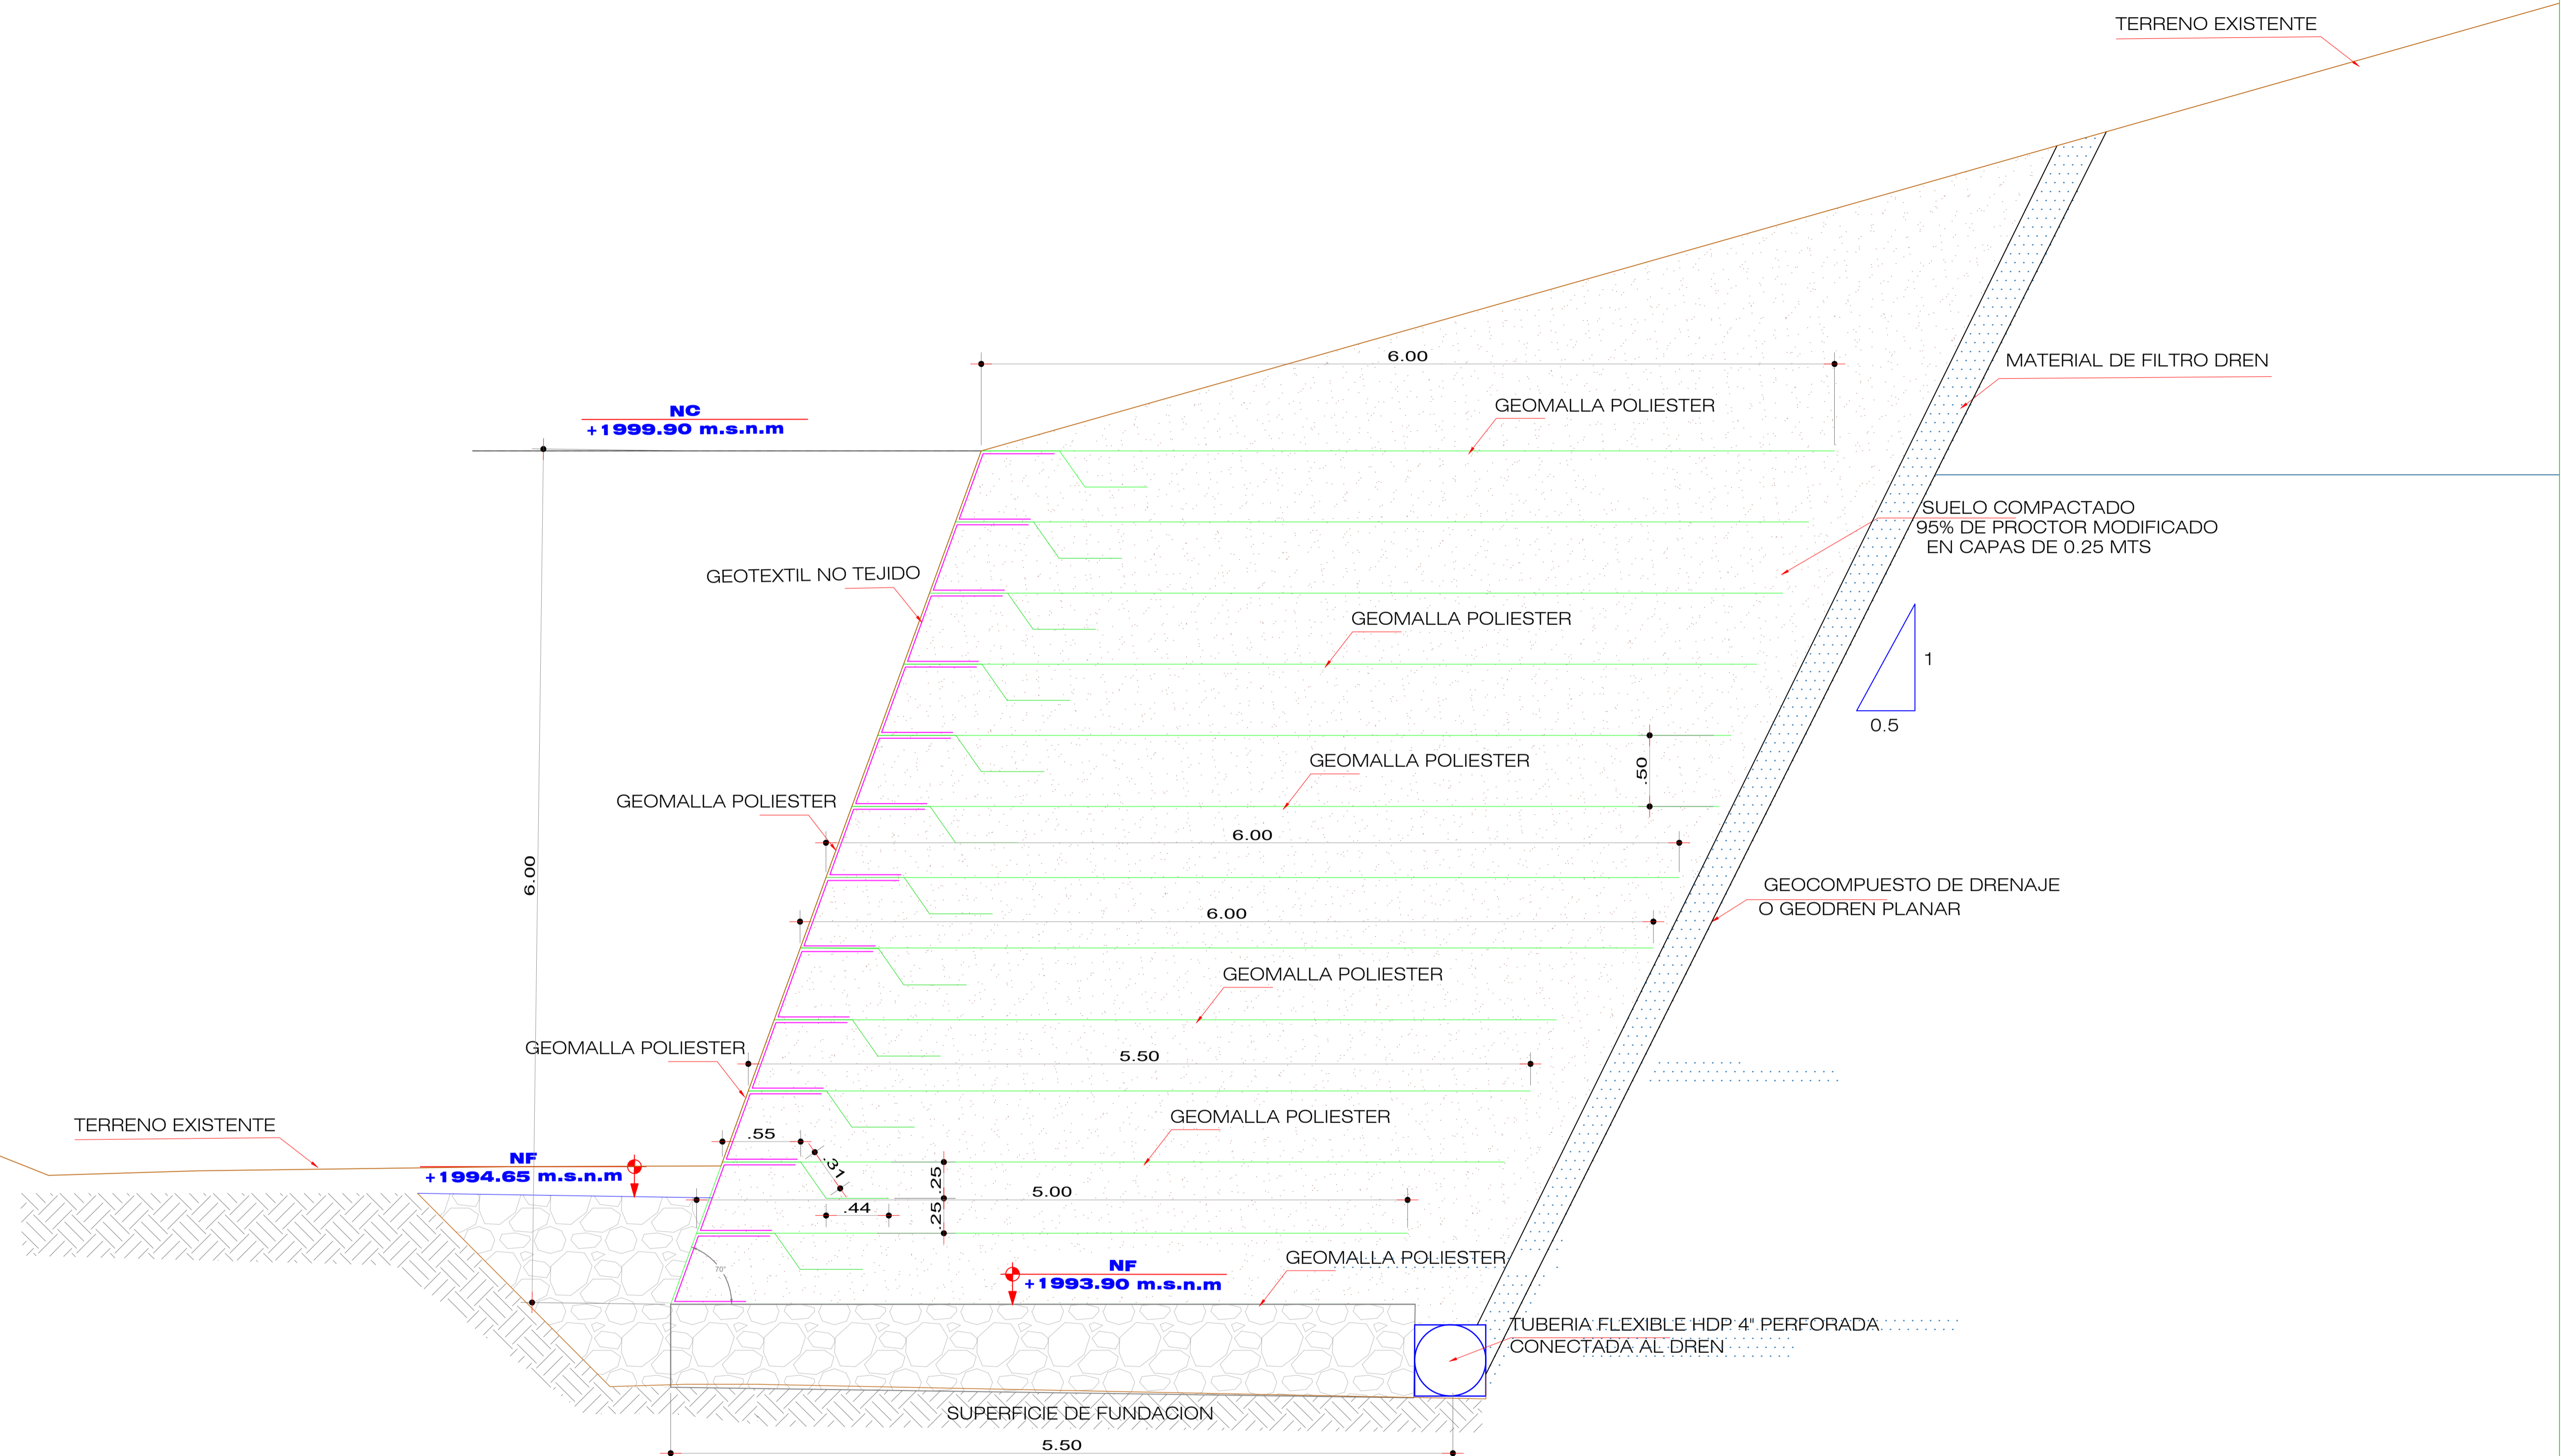 TERRENO EXISTENTE
6.00
MATERIAL DE FILTRO DREN
NC
+1999.90 m.s.n.m
GEOMALLA POLIESTER
SUELO COMPACTADO
95% DE PROCTOR MODIFICADO
EN CAPAS DE 0.25 MTS
GEOTEXTIL NO TEJIDO
GEOMALLA POLIESTER
1
0.5
GEOMALLA POLIESTER
.50
GEOMALLA POLIESTER
6.00
6.00
GEOCOMPUESTO DE DRENAJE
O GEODREN PLANAR
6.00
GEOMALLA POLIESTER
GEOMALLA POLIESTER
5.50
TERRENO EXISTENTE
GEOMALLA POLIESTER
.55
NF
+1994.65 m.s.n.m
.31
.25
5.00
.44
.25
GEOMALLA POLIESTER
70°
NF
+1993.90 m.s.n.m
TUBERIA FLEXIBLE HDP 4" PERFORADA
CONECTADA AL DREN
SUPERFICIE DE FUNDACION
5.50